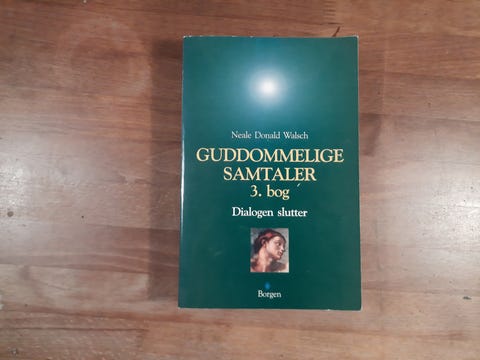 Neale Donald Walsch
GUDDOMMELIGE
SAMTALER
3. bog
Dialogen slutter
Borgen